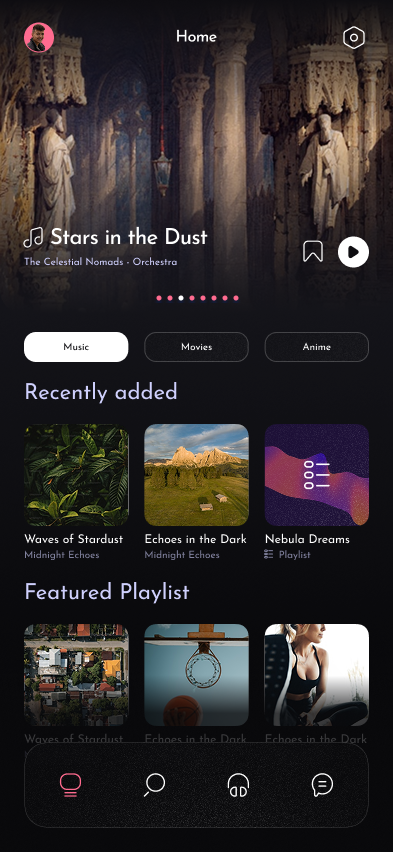 Home
Stars in the Dust
The Celestial Nomads - Orchestra
Music
Movies
Anime
Recently added
Waves of Stardust
Echoes in the Dark
Nebula Dreams
Midnight Echoes
Midnight Echoes
Playlist
Featured Playlist
Waves of Stardust
Echoes in the Dark
Echoes in the Dark